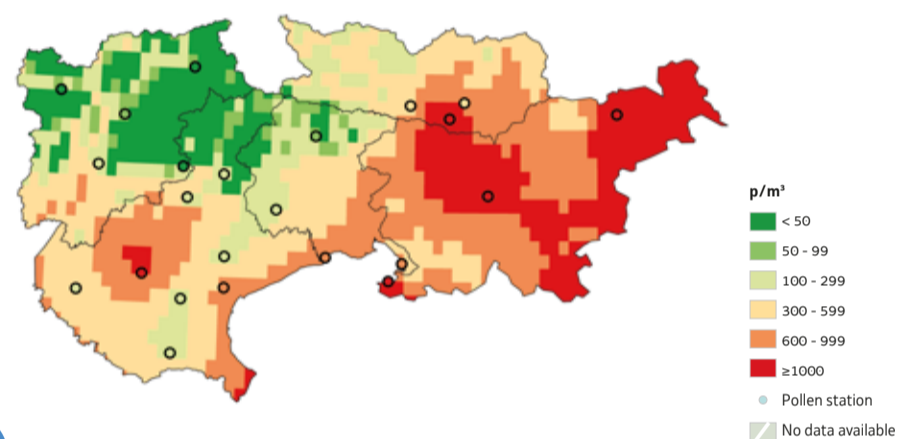 p/m³
< 50
50 - 99
100 - 299
300 - 599
600 - 999
≥1000
Pollen station
No data available